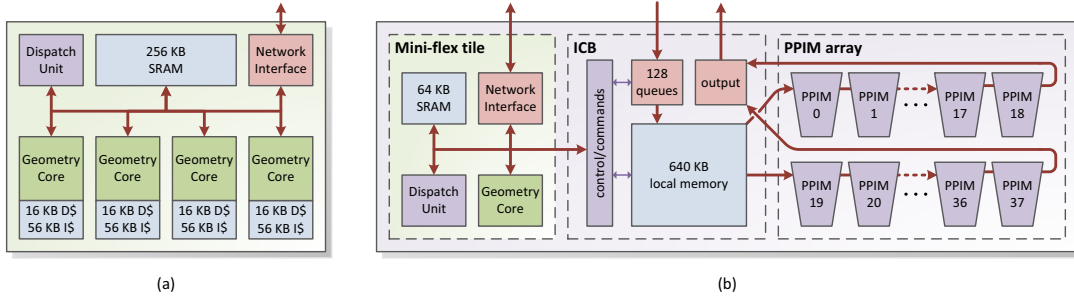 Dispatch
Unit
256 KB
SRAM
Network
Interface
Geometry
Core
16 KB D$
56 KB I$
Geometry
Core
16 KB D$
56 KB I$
Geometry
Core
16 KB D$
56 KB I$
Geometry
Core
16 KB D$
56 KB I$
(a)
Mini-flex tile
64 KB
SRAM
Network
Interface
Dispatch
Unit
Geometry
Core
ICB
control/commands
128
queues
output
640 KB
local memory
PPIM array
PPIM
0
PPIM
1
...
PPIM
17
PPIM
18
PPIM
19
PPIM
20
...
PPIM
36
PPIM
37
(b)